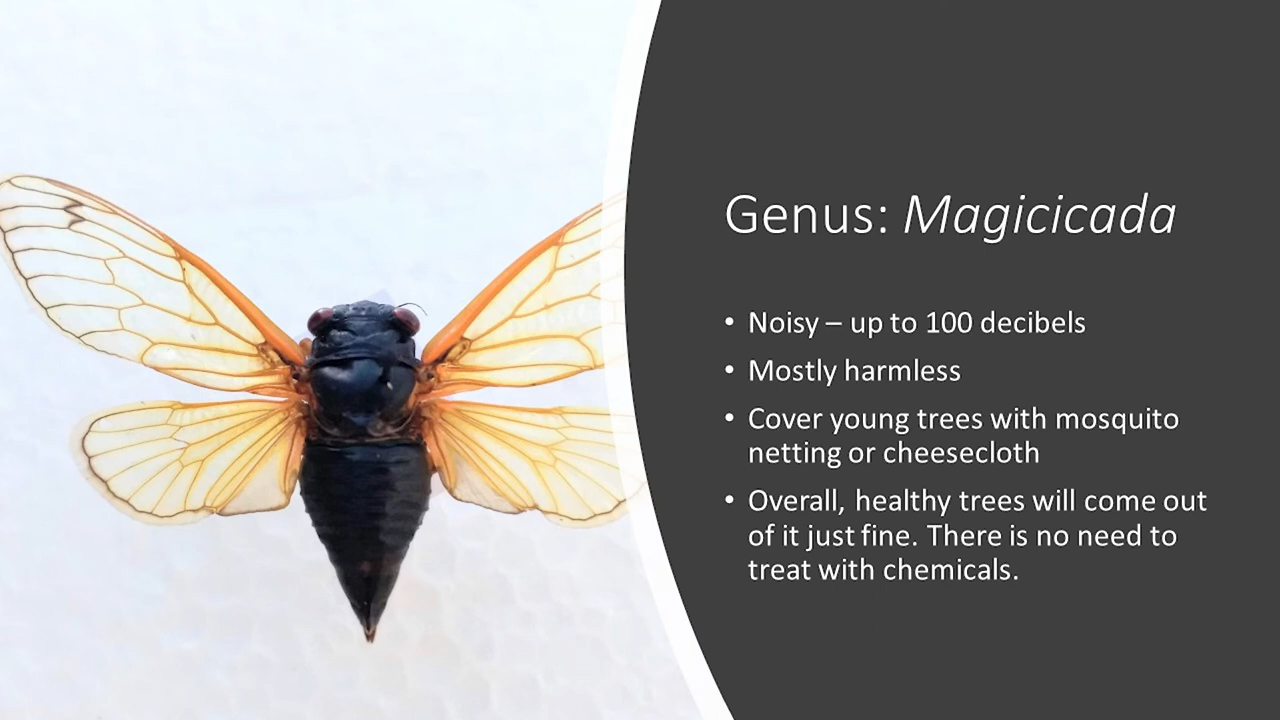 Genus: Magicicada
• Noisy – up to 100 decibels
• Mostly harmless
• Cover young trees with mosquito
netting or cheesecloth
• Overall, healthy trees will come out
of it just fine. There is no need to
treat with chemicals.